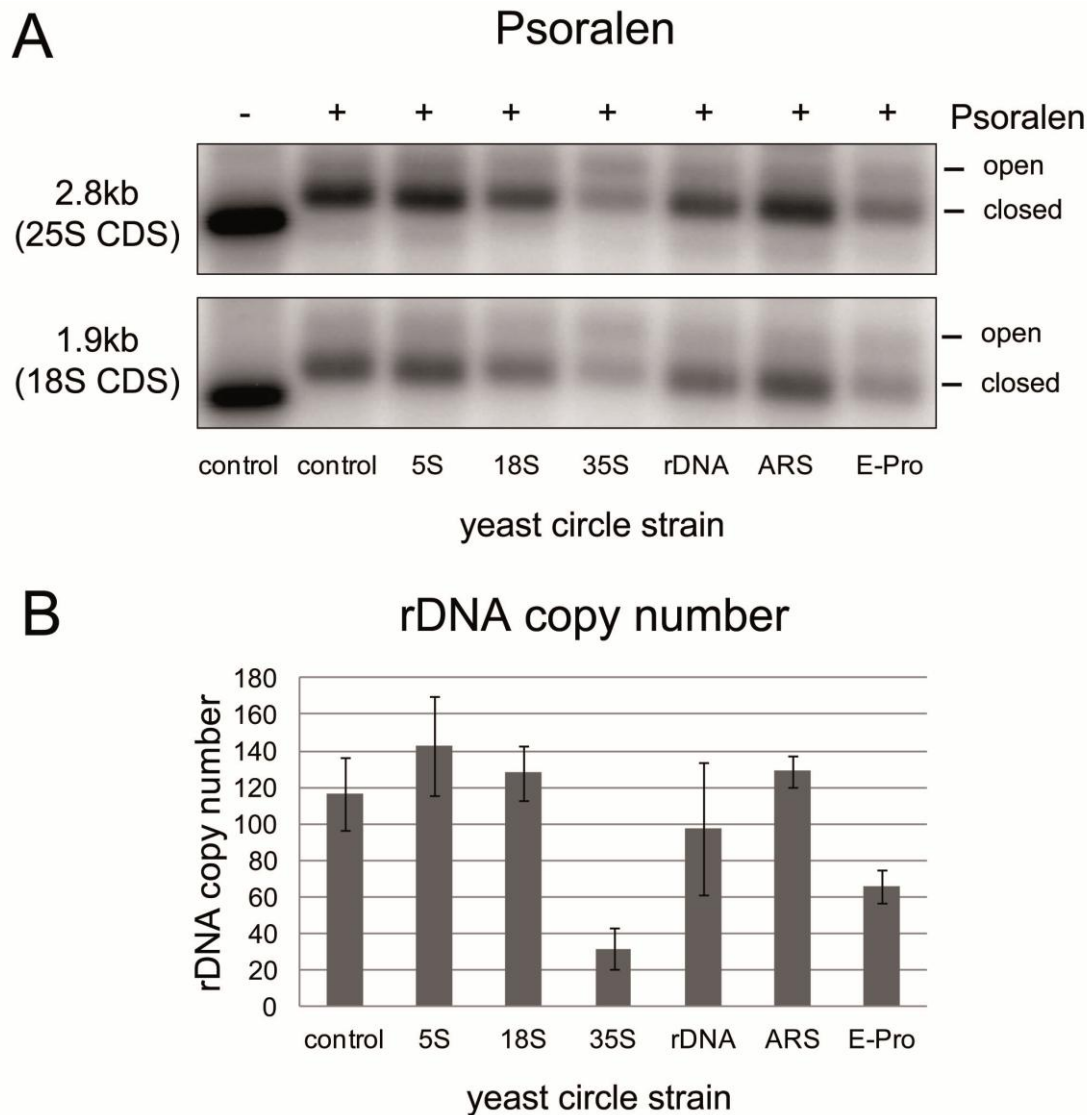 A
Psoralen
- + + + + + + + Psoralen
2.8kb
(25S CDS)
– open
– closed
1.9kb
(18S CDS)
– open
– closed
control control 5S 18S 35S rDNA ARS E-Pro
yeast circle strain
B
rDNA copy number
rDNA copy number
180
160
140
120
100
80
60
40
20
0
control 5S 18S 35S rDNA ARS E-Pro
yeast circle strain